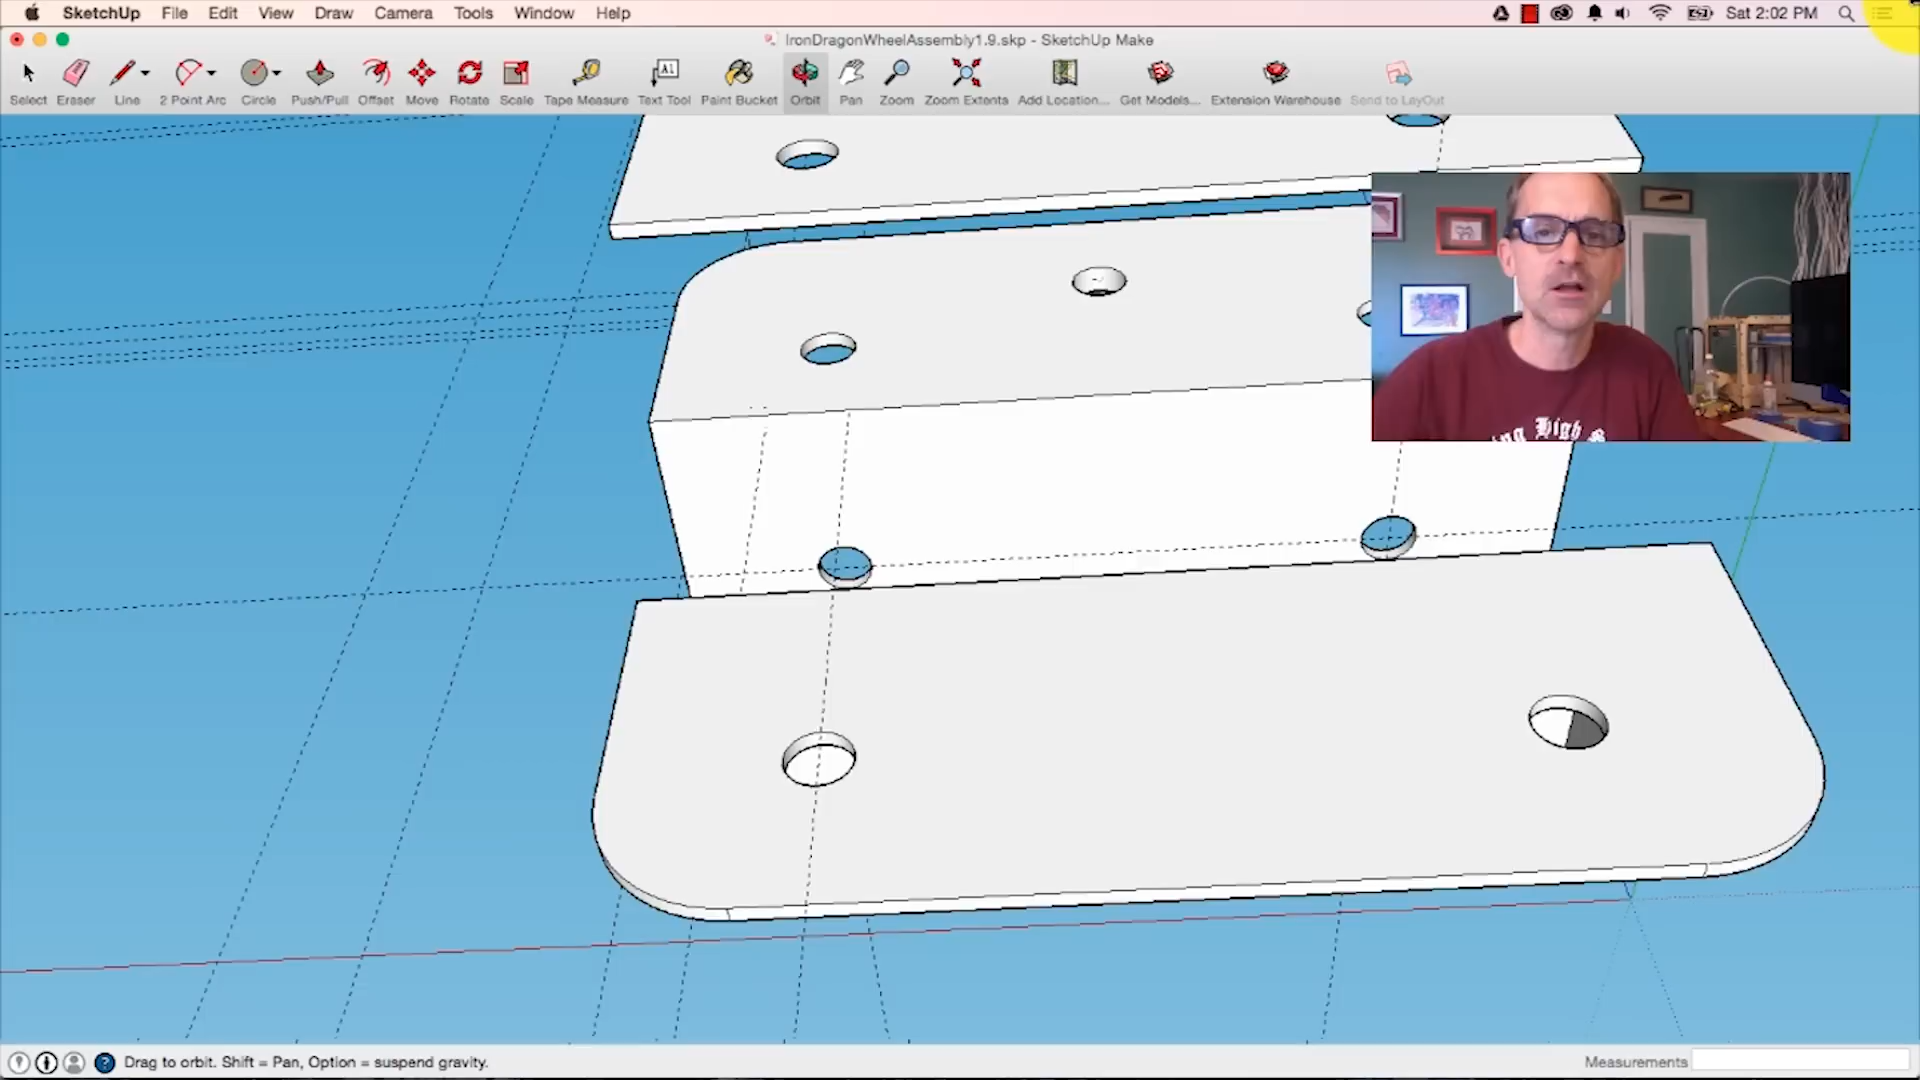 SketchUp File Edit View Draw Camera Tools Window Help Sat 2:02 PM
IronDragonWheelAssembly1.9.skp - SketchUp Make
Select Eraser Line 2 Point Arc Circle Push/Pull Offset Move Rotate Scale Tape Measure Text Tool Paint Bucket Orbit Pan Zoom Zoom Extents Add Location... Get Models... Extension Warehouse Send to LayOut
A1
High
Drag to orbit. Shift = Pan, Option = suspend gravity.
Measurements